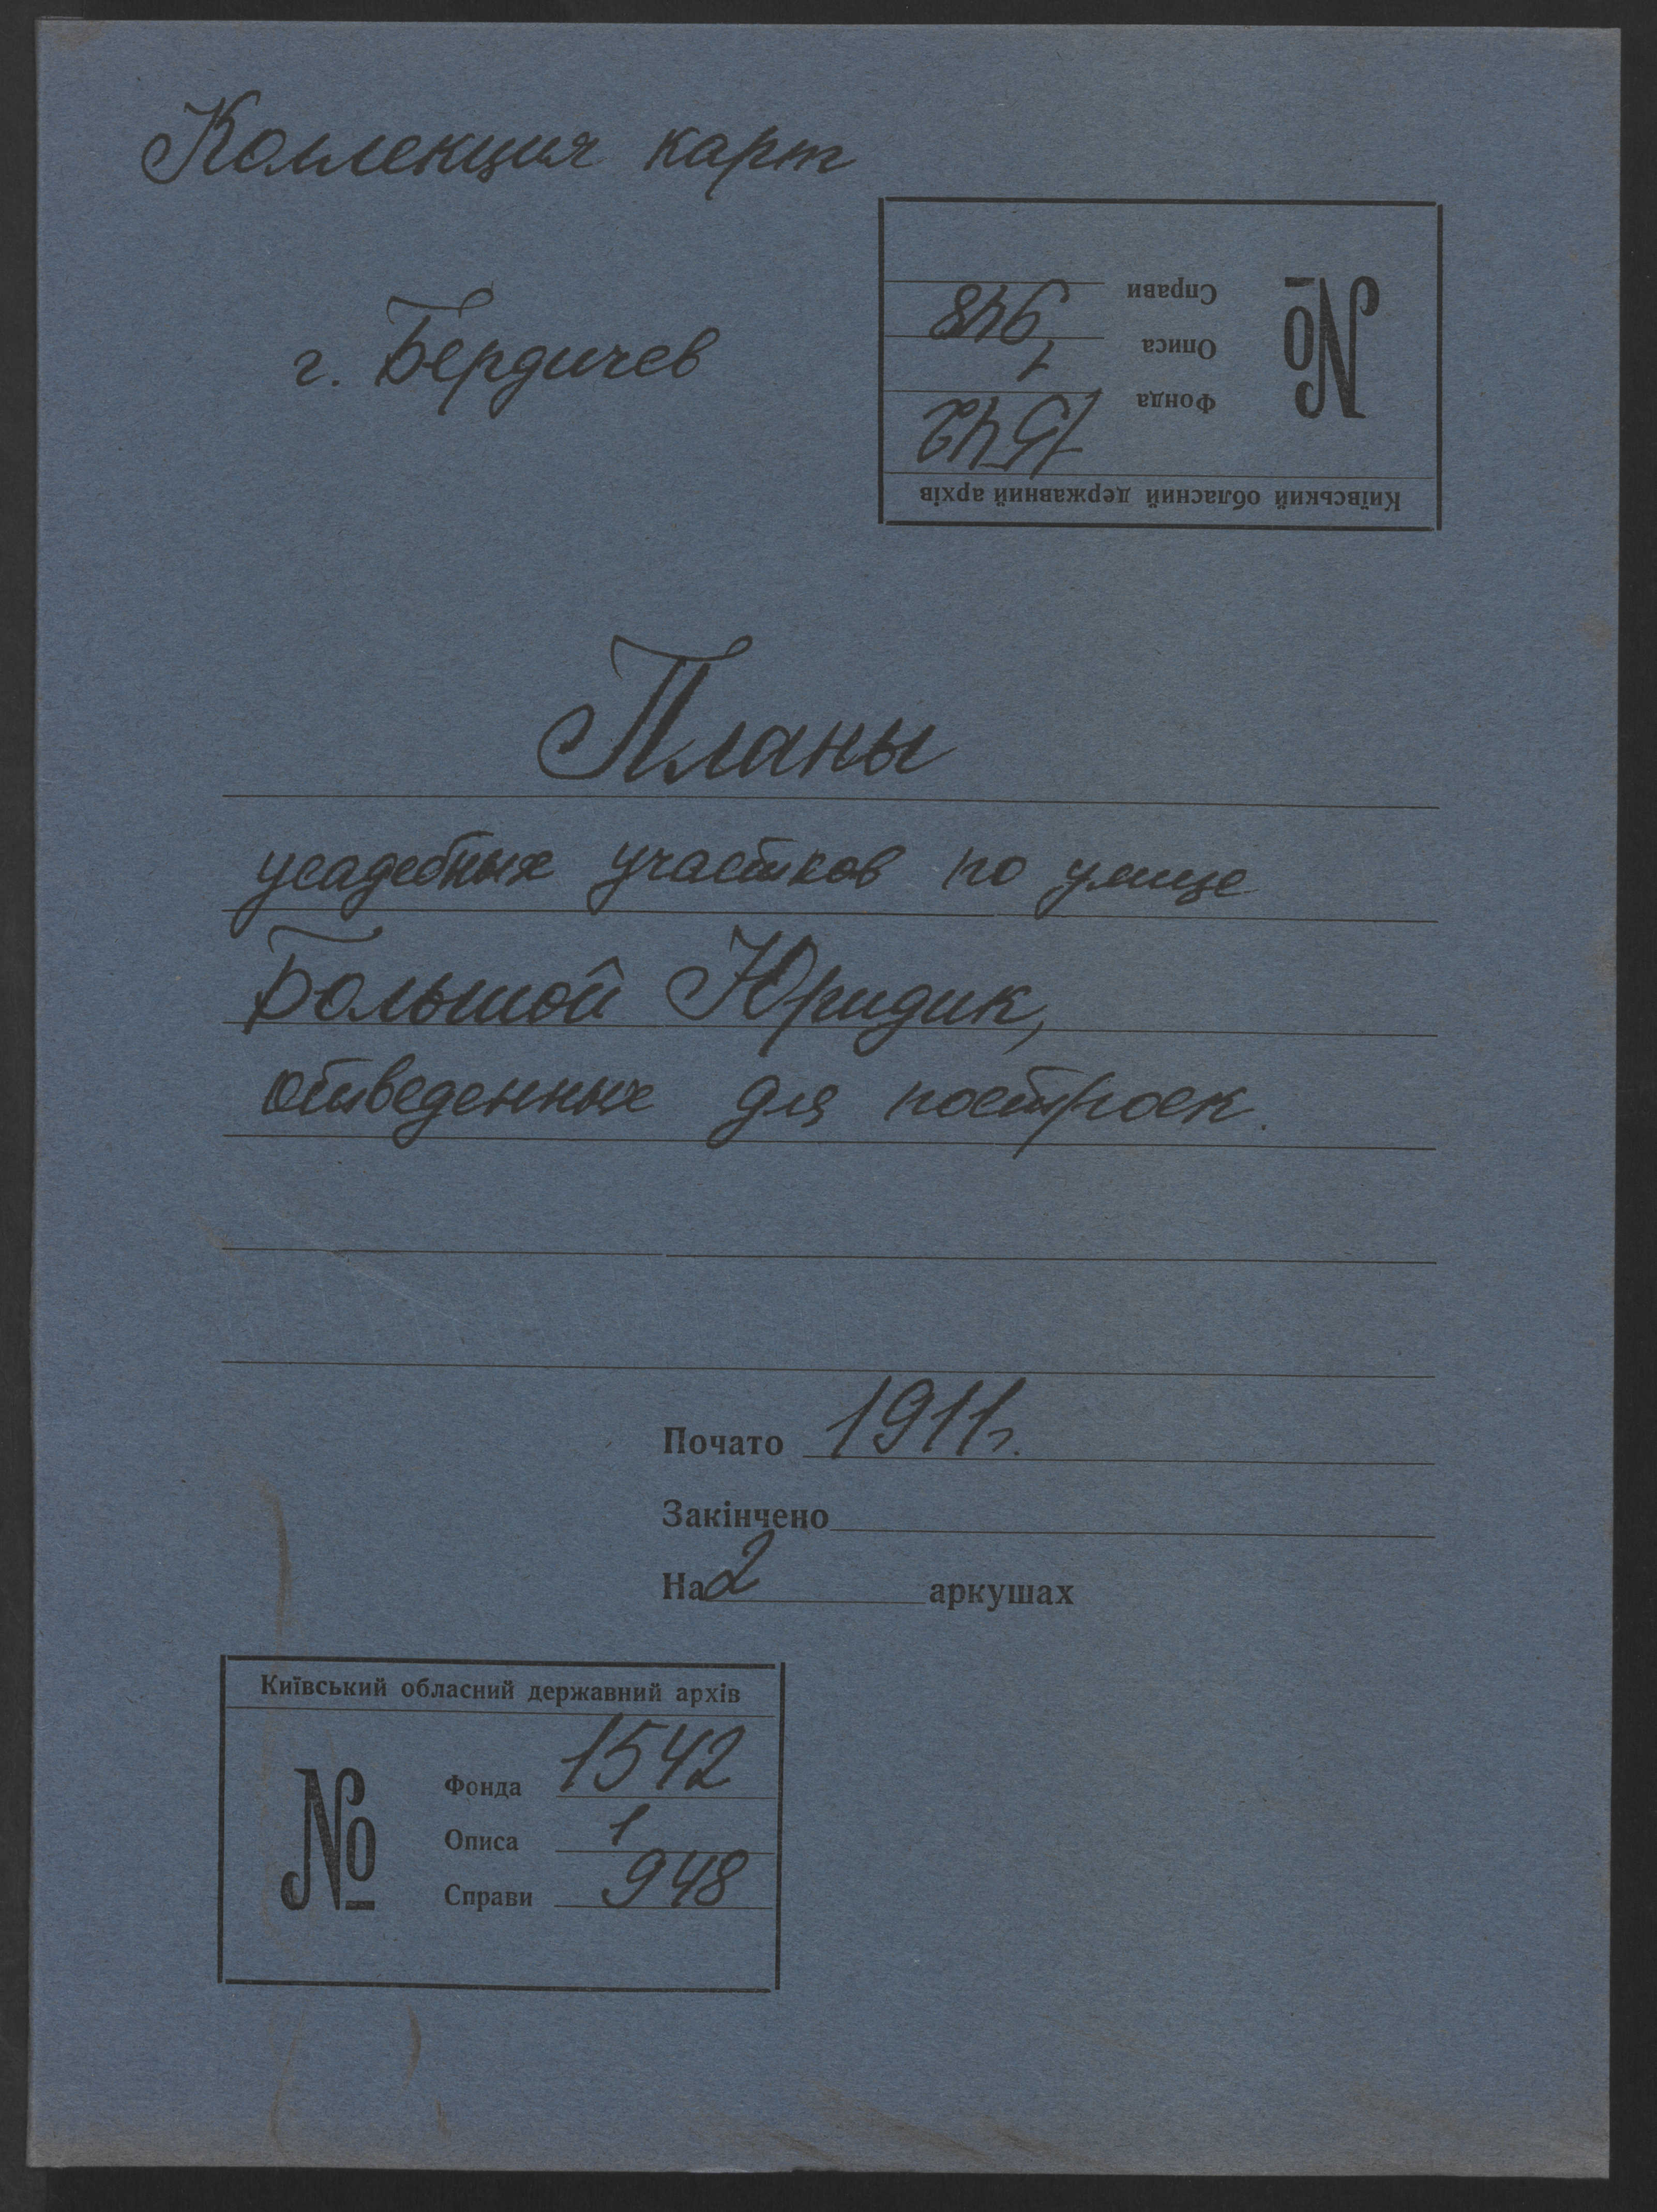 Коллекция карт
г. Бердичев
Київський обласний державний архів
№
Фонда 1542
Описа 1
Справи 948
Планы
усадебных участков по улице
Большой Юридик,
отведенных для построек.
Почато 1911 г.
Закінчено
На 2 аркушах
Київський обласний державний архів
№
Фонда 1542
Описа 1
Справи 948